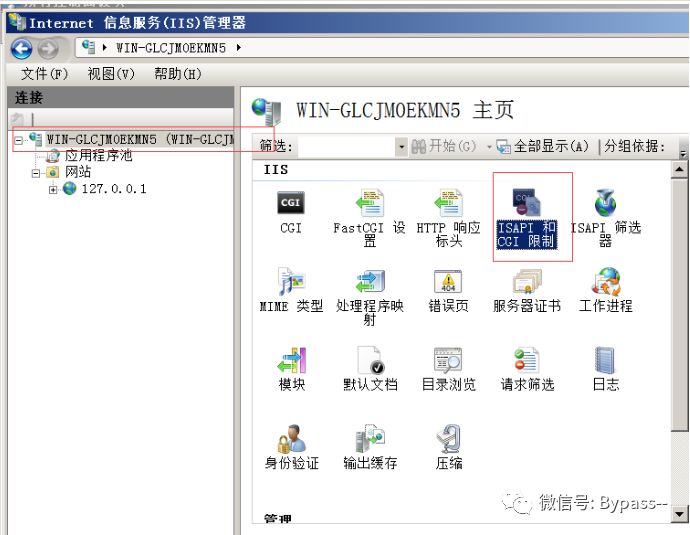 Internet 信息服务(IIS)管理器
WIN-GLCJMOEKMN5
文件(F) 视图(V) 帮助(H)
连接
WIN-GLCJMOEKMN5 (WIN-GLCJM
应用程序池
网站
127.0.0.1
WIN-GLCJMOEKMN5 主页
筛选: 开始(G) 全部显示(A) 分组依据:
IIS
CGI
CGI
FastCGI 设
置
HTTP 响应
标头
CGI
ISAPI 和
CGI 限制
ISAPI 筛选
器
MIME 类型
处理程序映
射
404
错误页
服务器证书
工作进程
模块
默认文档
目录浏览
请求筛选
日志
身份验证
输出缓存
压缩
管理
微信号: Bypass--